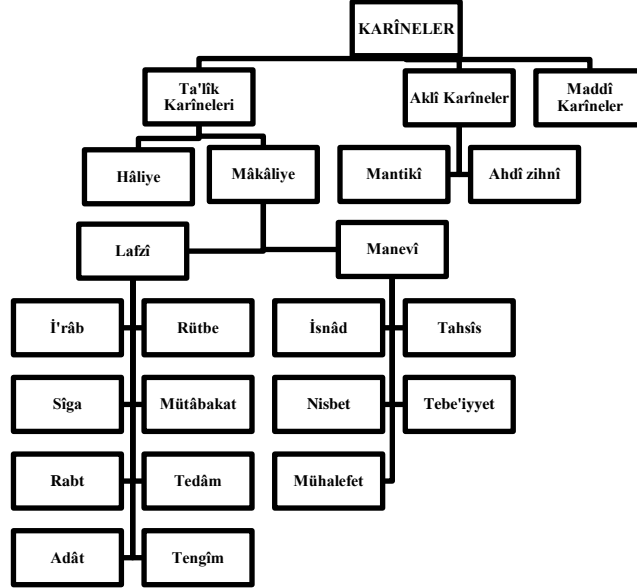 KARÎNELER
Ta'lîk
Karîneleri
Aklî Karîneler
Maddî
Karîneler
Hâliye
Mâkâliye
Mantikî
Ahdî zihnî
Lafzî
Manevî
İ'râb
Rütbe
İsnâd
Tahsîs
Sîga
Mütâbakat
Nisbet
Tebe'iyyet
Rabt
Tedâm
Mühalefet
Adât
Tengîm